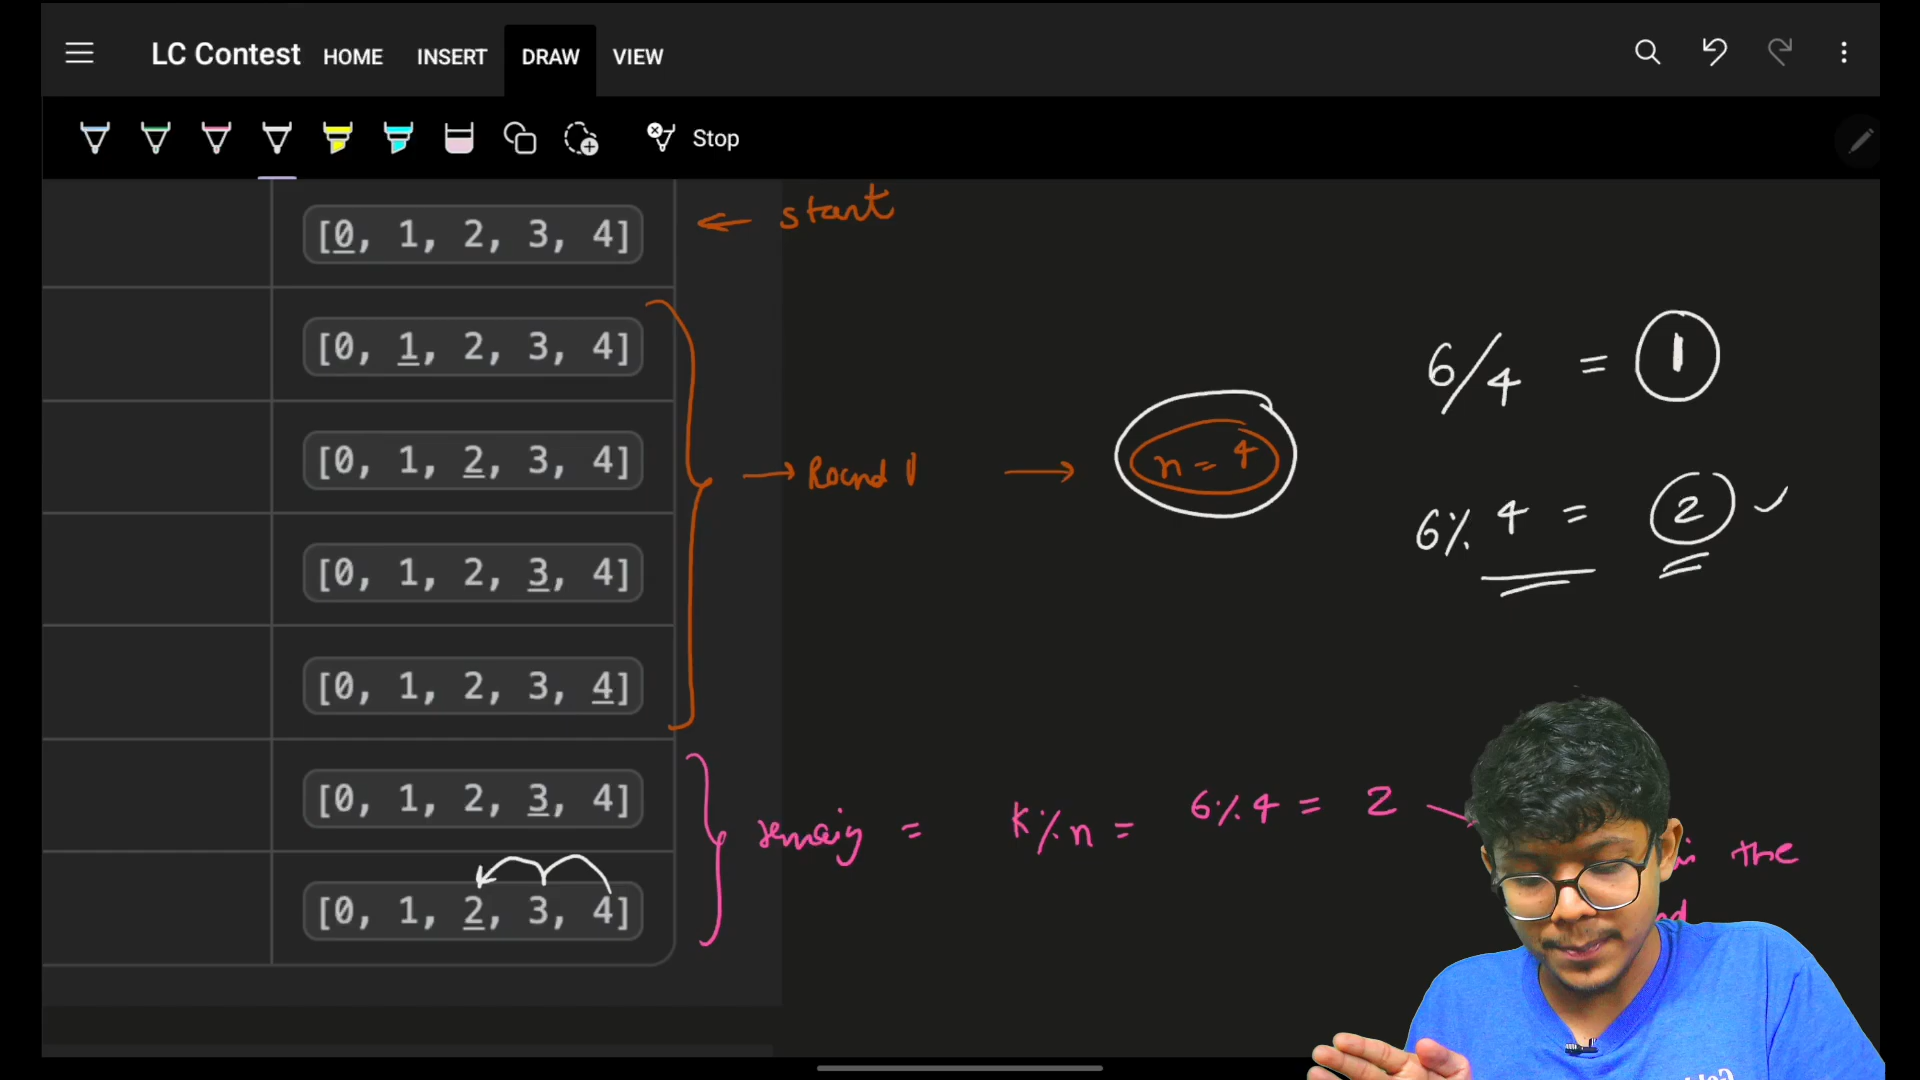 LC Contest HOME INSERT DRAW VIEW
Stop
[0, 1, 2, 3, 4]
← start
[0, 1, 2, 3, 4]
6/4 = 1
[0, 1, 2, 3, 4]
→ Round 1 → n = 4
6% 4 = 2 ✓
[0, 1, 2, 3, 4]
[0, 1, 2, 3, 4]
[0, 1, 2, 3, 4]
remaig = K%n = 6%4 = 2
the
[0, 1, 2, 3, 4]